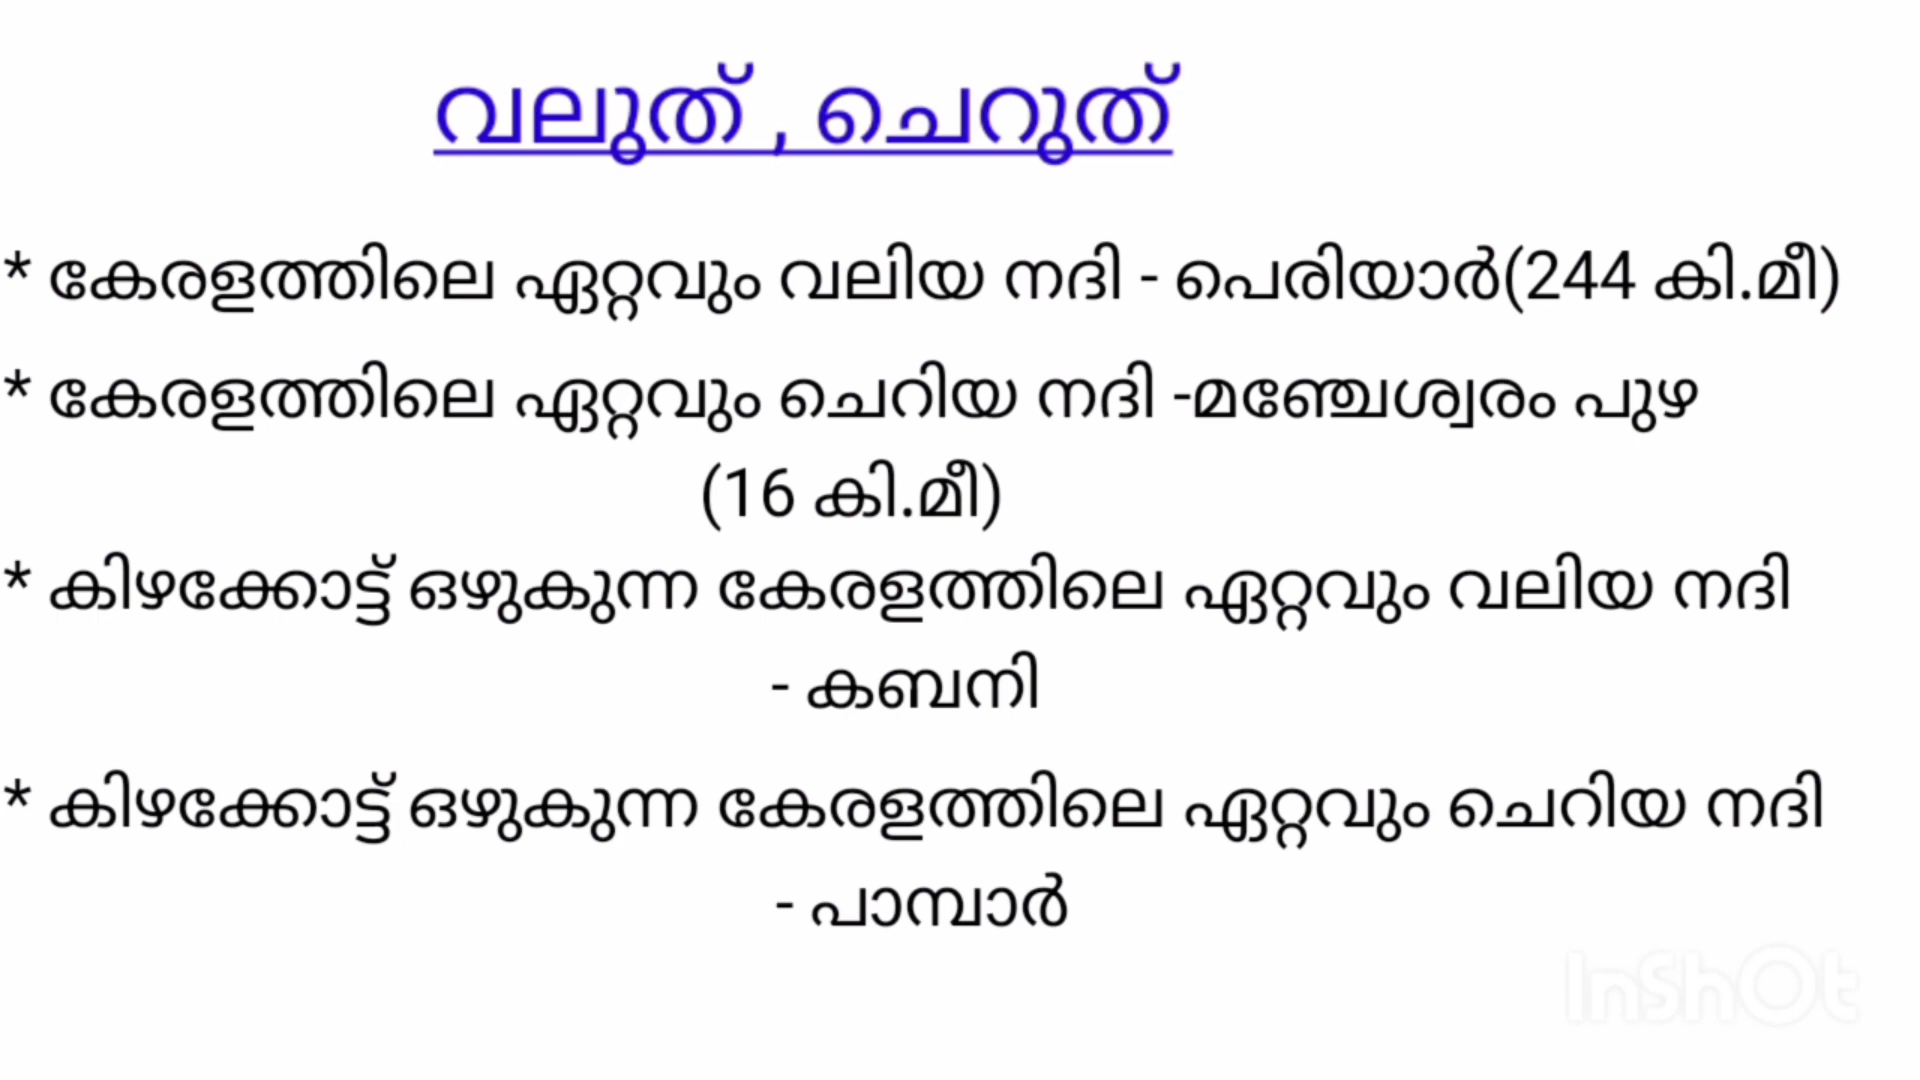 വലുത് , ചെറുത്
* കേരളത്തിലെ ഏറ്റവും വലിയ നദി - പെരിയാർ(244 കി.മീ)
* കേരളത്തിലെ ഏറ്റവും ചെറിയ നദി -മഞ്ചേശ്വരം പുഴ
(16 കി.മീ)
* കിഴക്കോട്ട് ഒഴുകുന്ന കേരളത്തിലെ ഏറ്റവും വലിയ നദി
- കബനി
* കിഴക്കോട്ട് ഒഴുകുന്ന കേരളത്തിലെ ഏറ്റവും ചെറിയ നദി
- പാമ്പാർ
InShOt